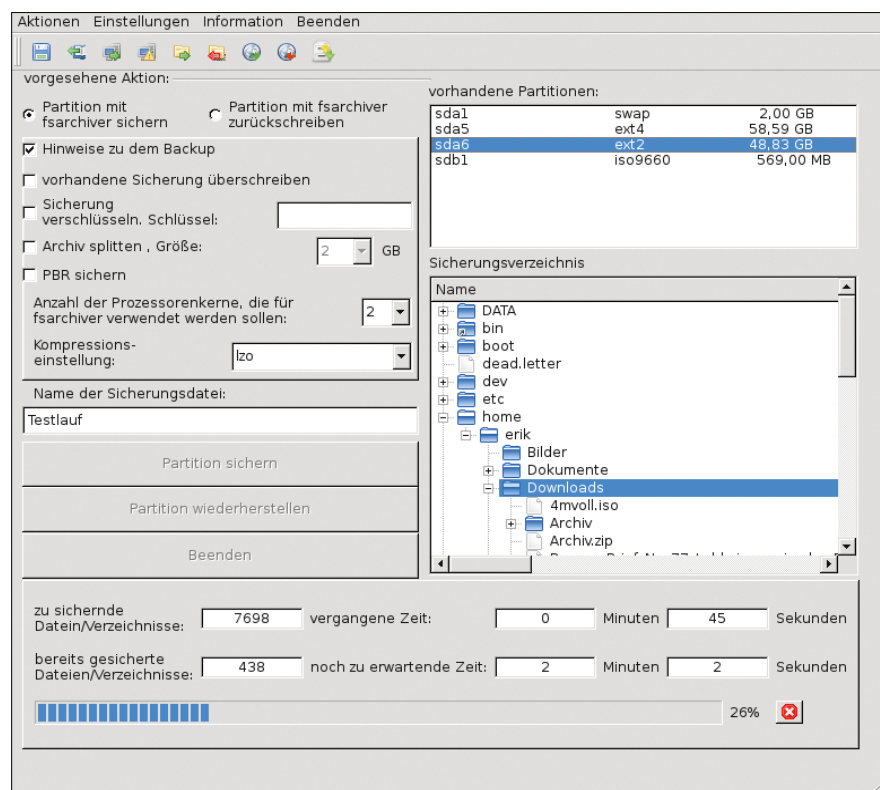 Aktionen Einstellungen Information Beenden
vorgesehene Aktion:
Partition mit
fsarchiver sichern
Partition mit fsarchiver
zurückschreiben
Hinweise zu dem Backup
vorhandene Sicherung überschreiben
Sicherung
verschlüsseln. Schlüssel:
Archiv splitten , Größe:
2
GB
PBR sichern
Anzahl der Prozessorenkerne, die für
fsarchiver verwendet werden sollen:
2
Kompressions-
einstellung:
lzo
Name der Sicherungsdatei:
Testlauf
Partition sichern
Partition wiederherstellen
Beenden
vorhandene Partitionen:
sda1 swap 2,00 GB
sda5 ext4 58,59 GB
sda6 ext2 48,83 GB
sdb1 iso9660 569,00 MB
Sicherungsverzeichnis
Name
DATA
bin
boot
dead.letter
dev
etc
home
erik
Bilder
Dokumente
Downloads
4mvoll.iso
Archiv
Archiv.zip
zu sichernde
Datein/Verzeichnisse:
7698
vergangene Zeit:
0 Minuten 45 Sekunden
bereits gesicherte
Dateien/Verzeichnisse:
438
noch zu erwartende Zeit:
2 Minuten 2 Sekunden
26%